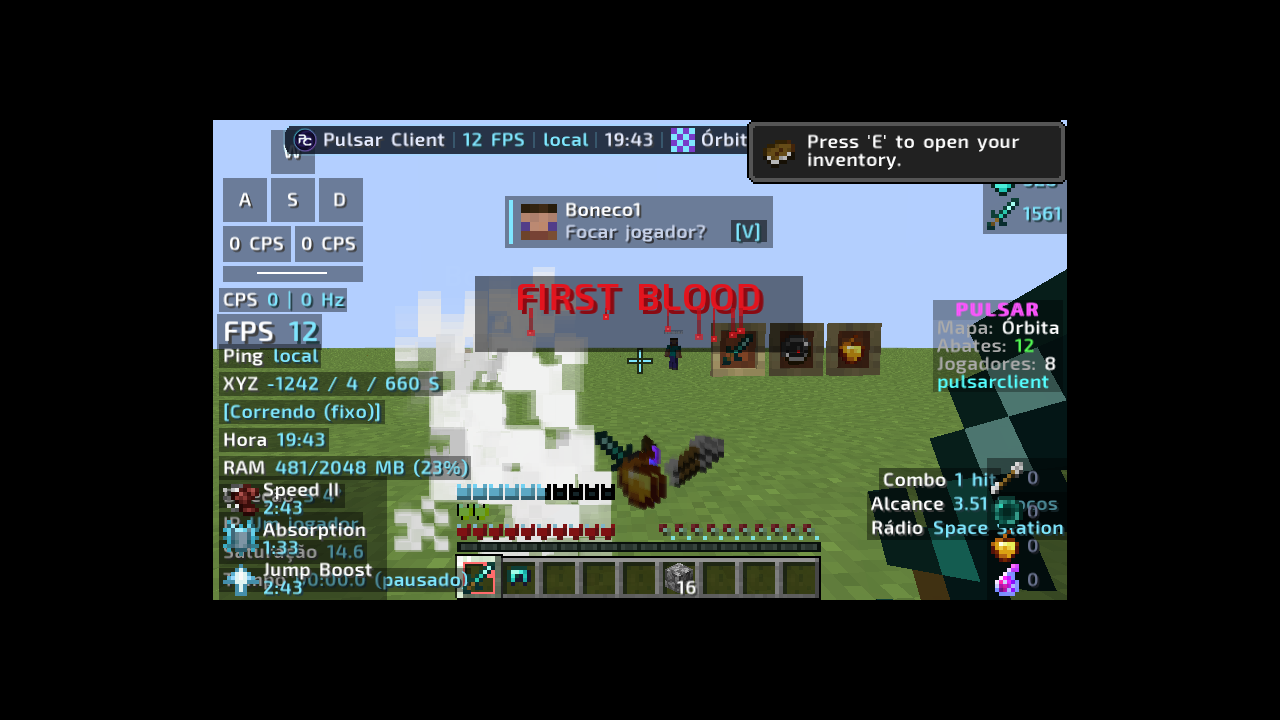 Pulsar Client | 12 FPS | local | 19:43 | Órbit
Press 'E' to open your
inventory.
W
A S D
0 CPS 0 CPS
Boneco1
Focar jogador? [V]
1561
CPS 0 | 0 Hz
FPS 12
Ping local
XYZ -1242 / 4 / 660 S
[Correndo (fixo)]
Hora 19:43
RAM 481/2048 MB (23%)
FIRST BLOOD
PULSAR
Mapa: Órbita
Abates: 12
Jogadores: 8
pulsarclient
Speed II
2:43
Absorption
1:33
Saturação 14.6
Jump Boost
2:43
(pausado)
Combo 1 hit
Alcance 3.51
Rádio Space Station
0
0
0
0
16